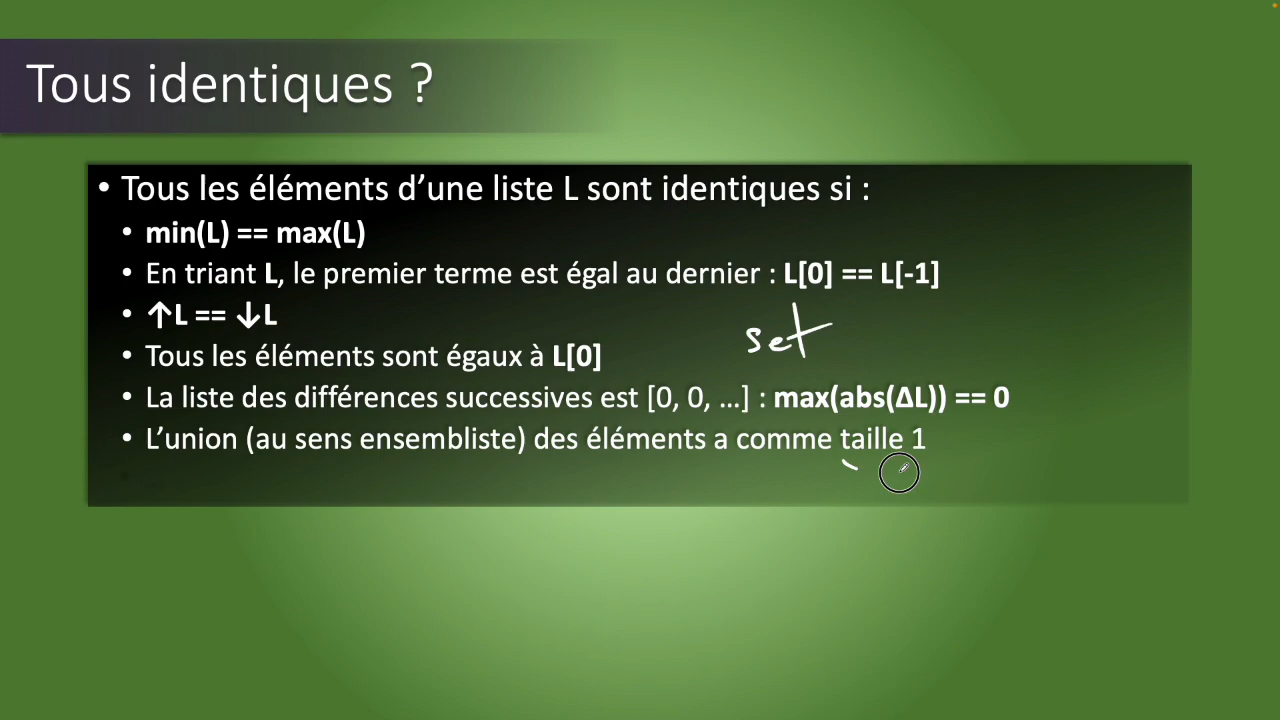 Tous identiques ?
• Tous les éléments d’une liste L sont identiques si :
• min(L) == max(L)
• En triant L, le premier terme est égal au dernier : L[0] == L[-1]
• ↑L == ↓L
set
• Tous les éléments sont égaux à L[0]
• La liste des différences successives est [0, 0, …] : max(abs(ΔL)) == 0
• L’union (au sens ensembliste) des éléments a comme taille 1